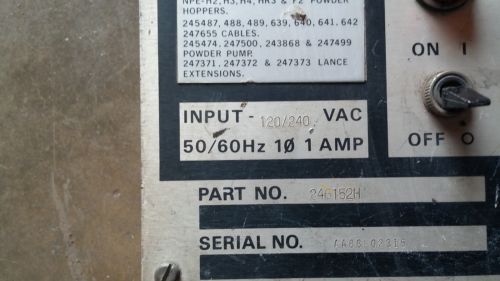 NPE-H2, H3, H4, HR3 & F2 POWDER
HOPPERS.
245487, 488, 489, 639, 640, 641, 642
247655 CABLES.
245474, 247500, 243868 & 247499
POWDER PUMP.
247371, 247372 & 247373 LANCE
EXTENSIONS.
ON I
OFF O
INPUT - 120/240 VAC
50/60Hz 1Ø 1 AMP
PART NO. 246152H
SERIAL NO.